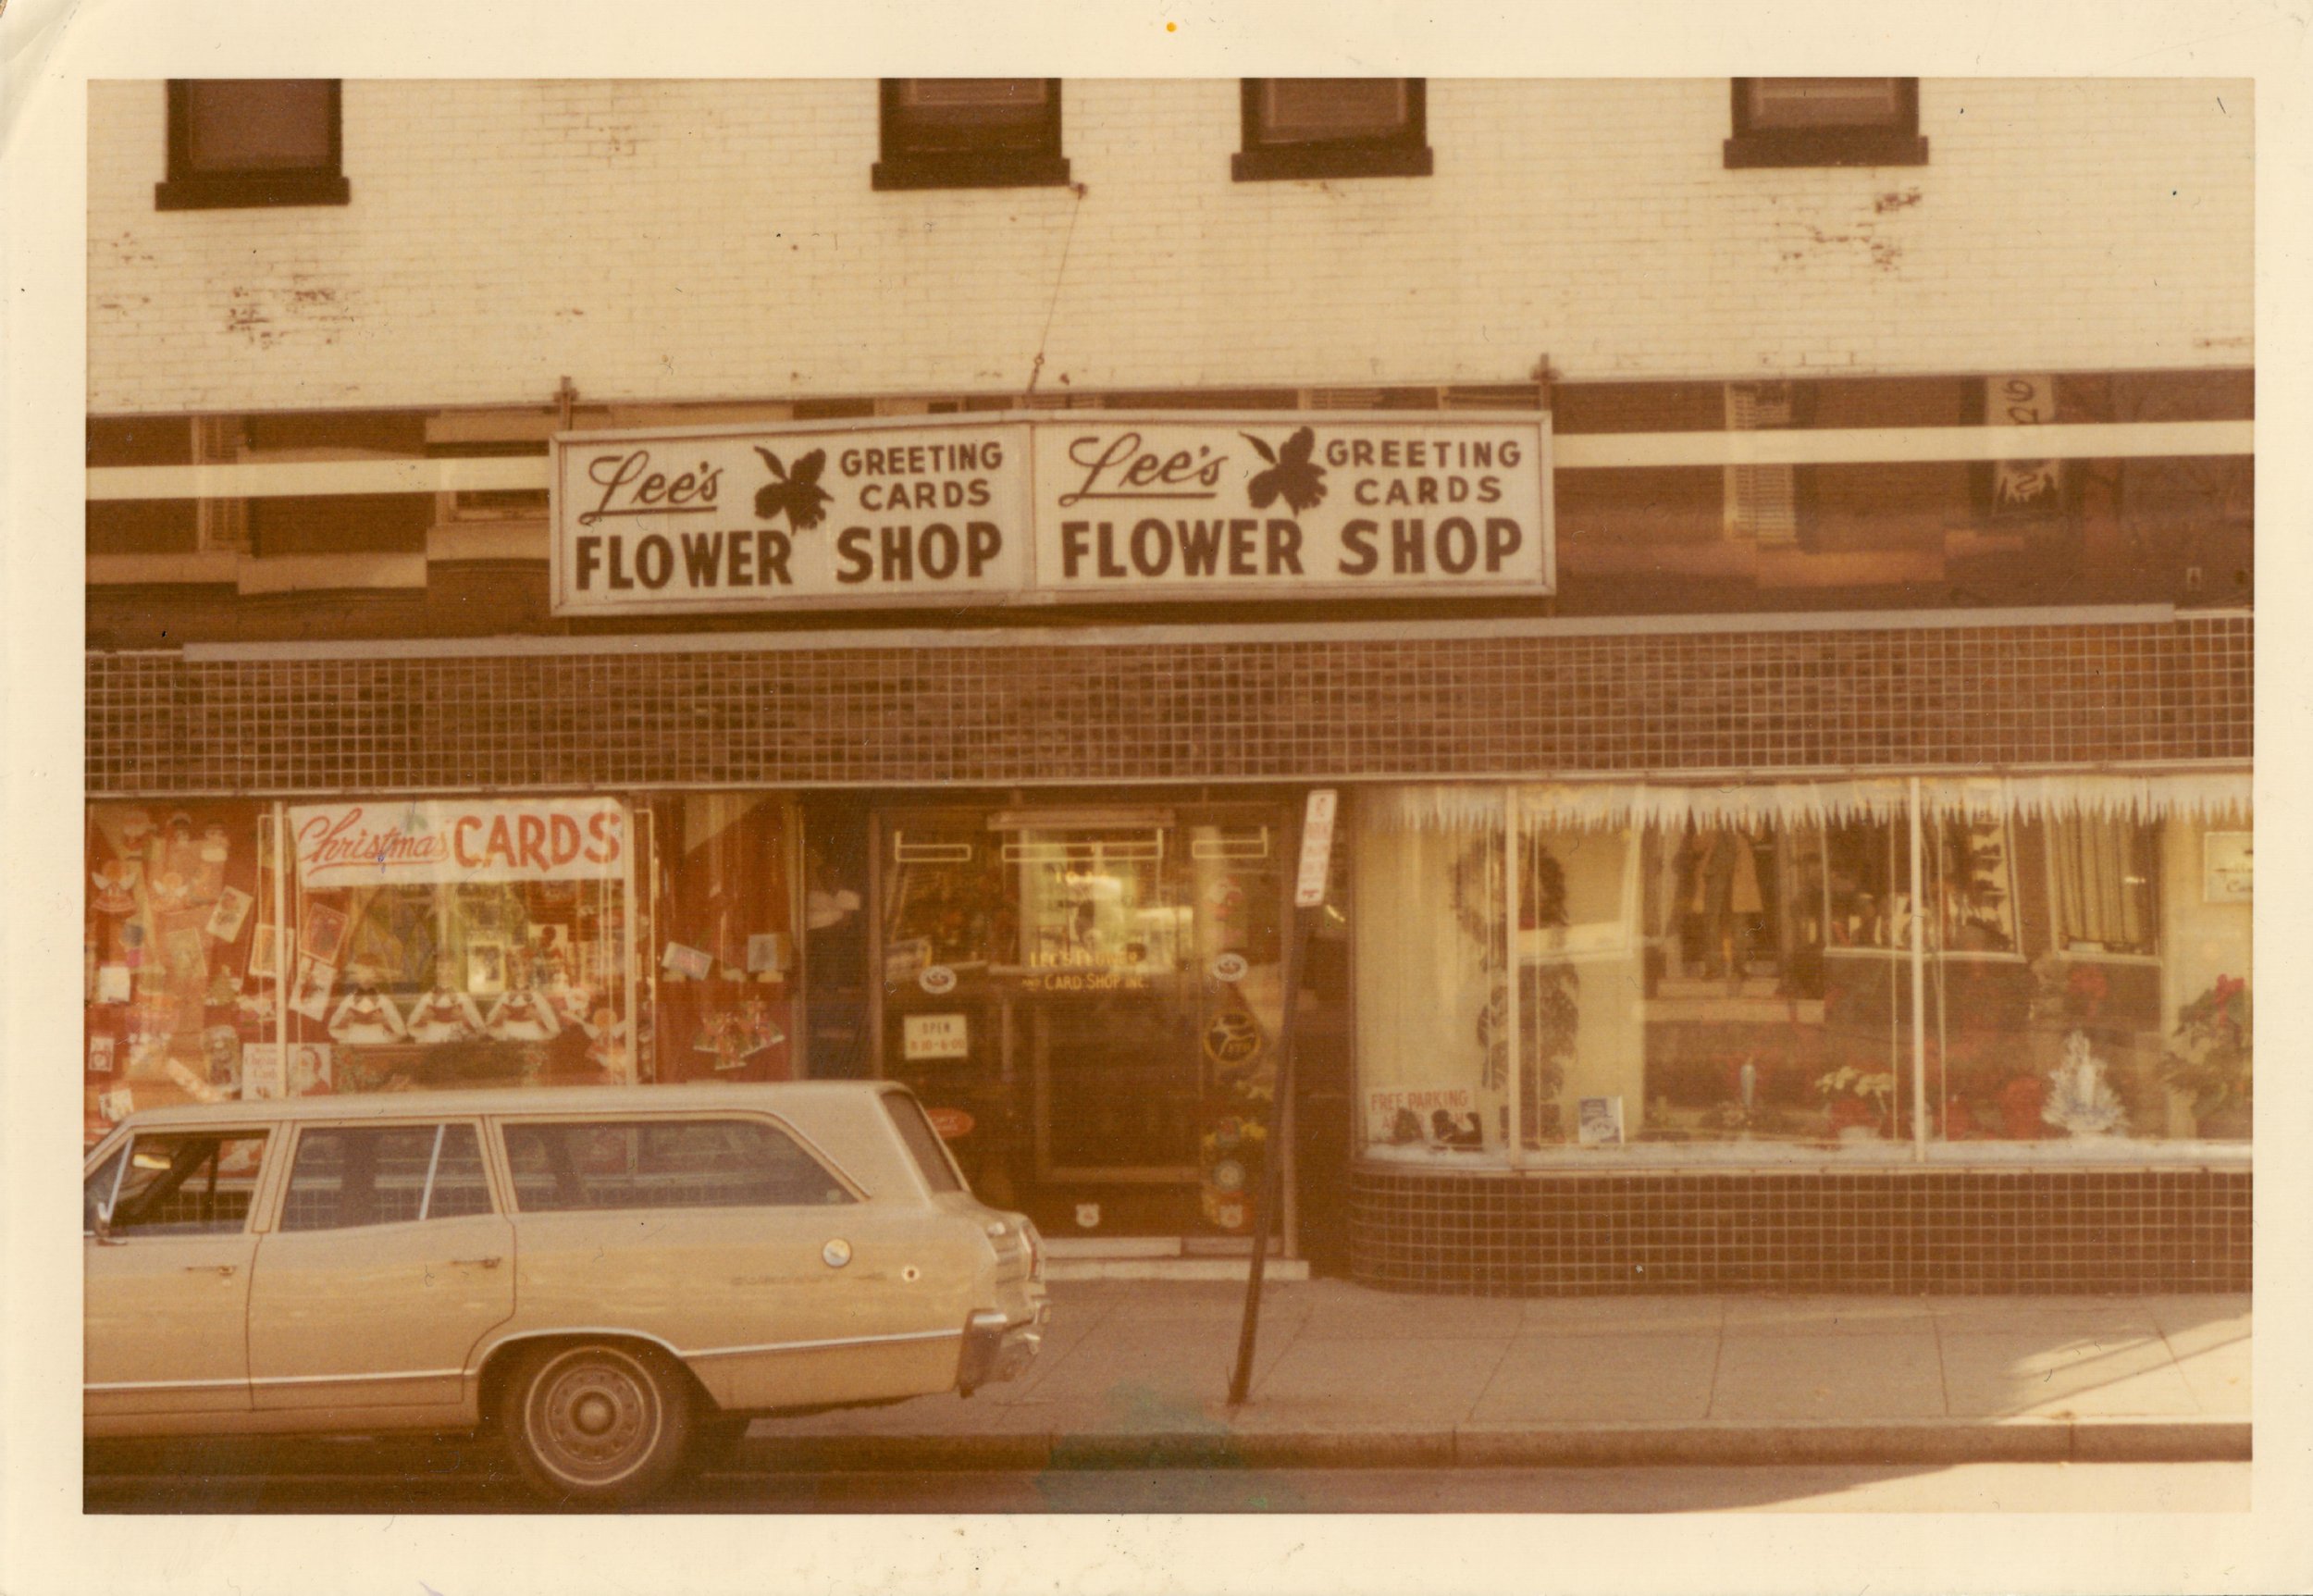 Lee's
GREETING
CARDS
FLOWER SHOP
Lee's
GREETING
CARDS
FLOWER SHOP
Christmas CARDS
LEE'S FLOWER
AND CARD SHOP INC.
OPEN
FREE PARKING